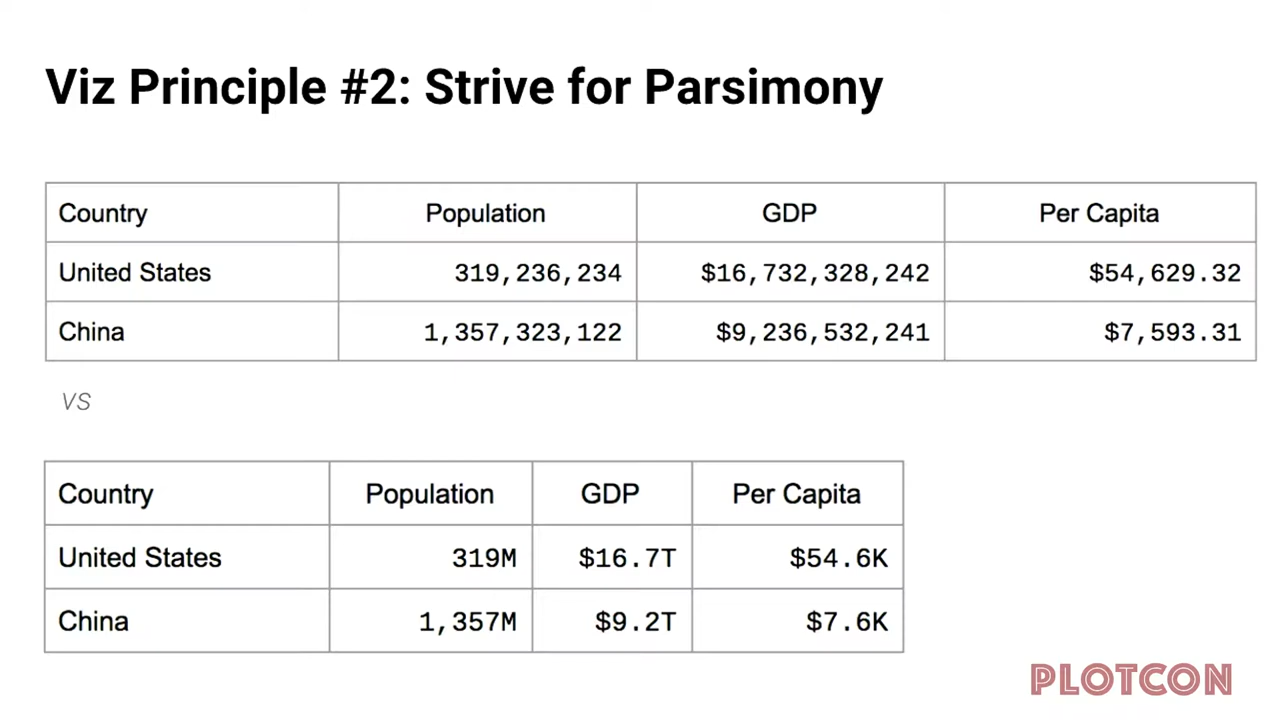 Viz Principle #2: Strive for Parsimony
Country Population GDP Per Capita
United States 319,236,234 $16,732,328,242 $54,629.32
China 1,357,323,122 $9,236,532,241 $7,593.31
VS
Country Population GDP Per Capita
United States 319M $16.7T $54.6K
China 1,357M $9.2T $7.6K
PLOTCON